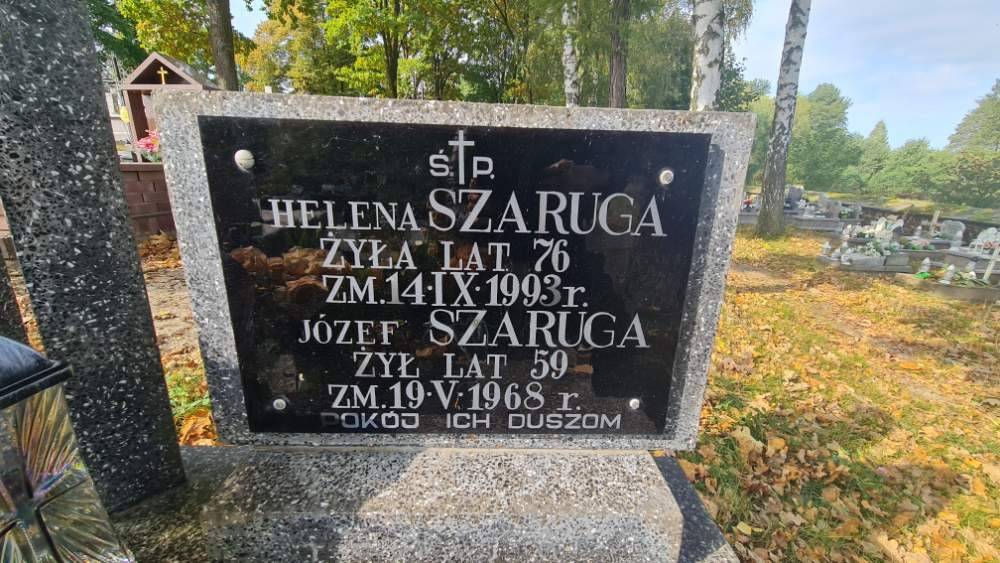 Ś.P.
HELENA SZARUGA
ŻYŁA LAT 76
ZM. 14·IX·1993 r.
JÓZEF SZARUGA
ŻYŁ LAT 59
ZM. 19·V·1968 r.
POKÓJ ICH DUSZOM